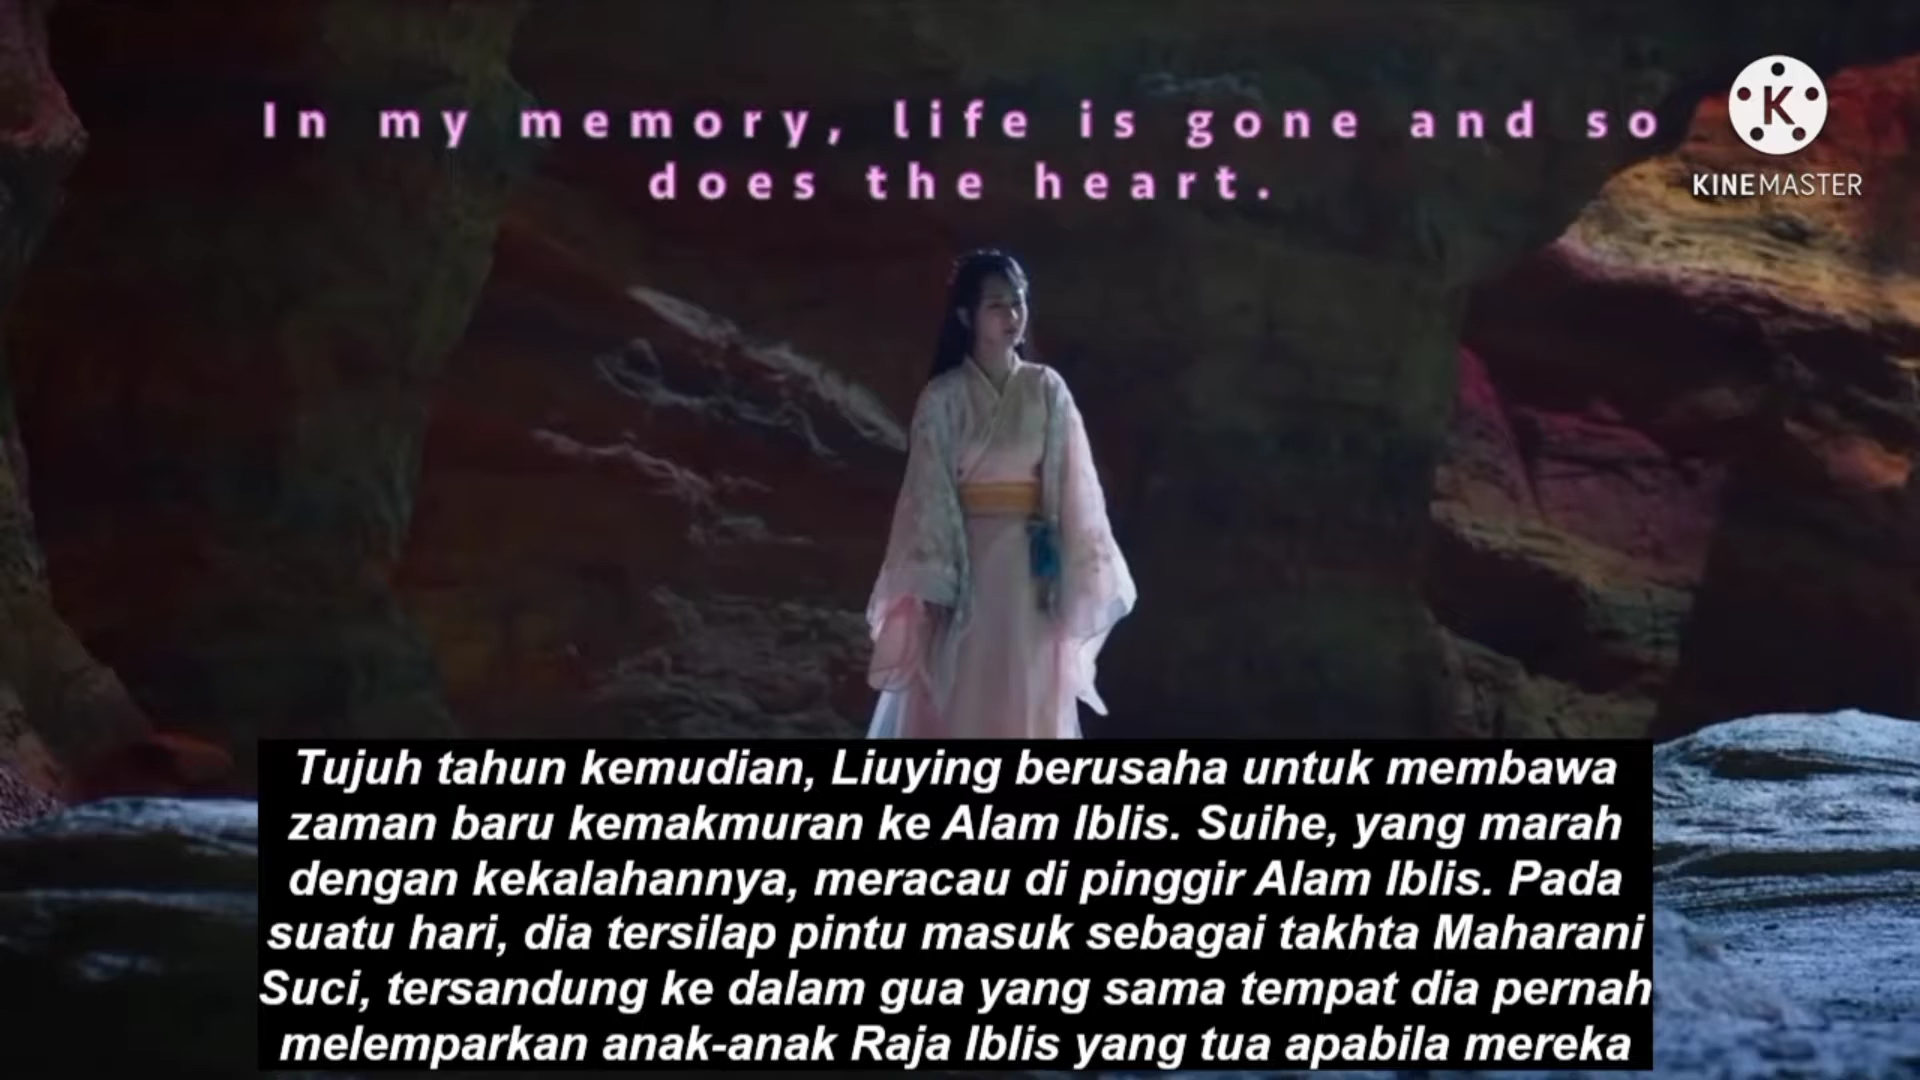 In my memory, life is gone and so
does the heart.
KINEMASTER
Tujuh tahun kemudian, Liuying berusaha untuk membawa
zaman baru kemakmuran ke Alam Iblis. Suihe, yang marah
dengan kekalahannya, meracau di pinggir Alam Iblis. Pada
suatu hari, dia tersilap pintu masuk sebagai takhta Maharani
Suci, tersandung ke dalam gua yang sama tempat dia pernah
melemparkan anak-anak Raja Iblis yang tua apabila mereka